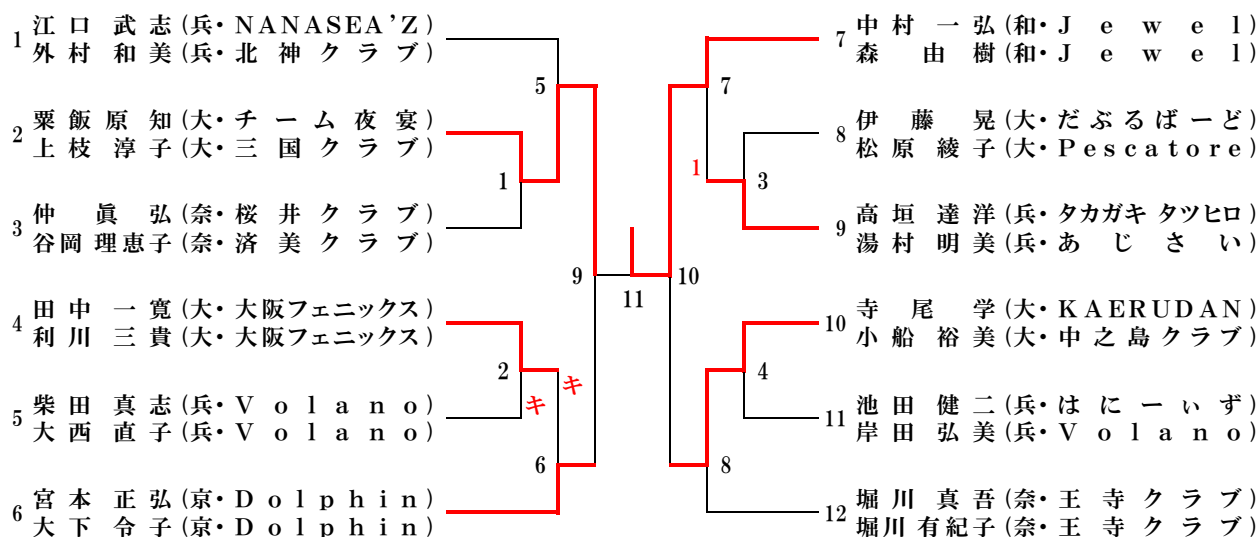 1 江口武志(兵・NANASEA'Z)
外村和美(兵・北神クラブ)
2 粟飯原知(大・チーム夜宴)
上枝淳子(大・三国クラブ)
3 仲眞弘(奈・桜井クラブ)
谷岡理恵子(奈・済美クラブ)
4 田中一寛(大・大阪フェニックス)
利川三貴(大・大阪フェニックス)
5 柴田真志(兵・Volano)
大西直子(兵・Volano)
6 宮本正弘(京・Dolphin)
大下令子(京・Dolphin)
5
1
2
キ
キ
6
9
11
10
7
1
3
4
8
7 中村一弘(和・Jewel)
森由樹(和・Jewel)
8 伊藤晃(大・だぶるばーど)
松原綾子(大・Pescatore)
9 高垣達洋(兵・タカガキ タツヒロ)
湯村明美(兵・あじさい)
10 寺尾学(大・KAERUDAN)
小船裕美(大・中之島クラブ)
11 池田健二(兵・はにーぃず)
岸田弘美(兵・Volano)
12 堀川真吾(奈・王寺クラブ)
堀川有紀子(奈・王寺クラブ)